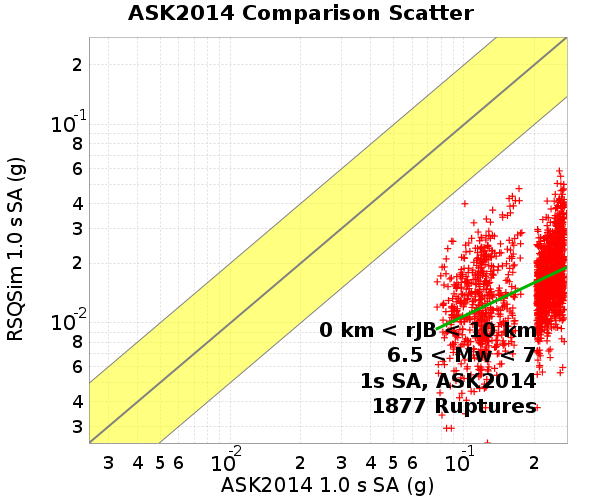 ASK2014 Comparison Scatter
RSQSim 1.0 s SA (g)
2
10⁻¹
8
6
4
3
2
10⁻²
8
6
4
3
0 km < rJB < 10 km
6.5 < Mw < 7
1s SA, ASK2014
1877 Ruptures
3 4 5 6 10⁻² 2 3 4 5 6 10⁻¹ 2
ASK2014 1.0 s SA (g)